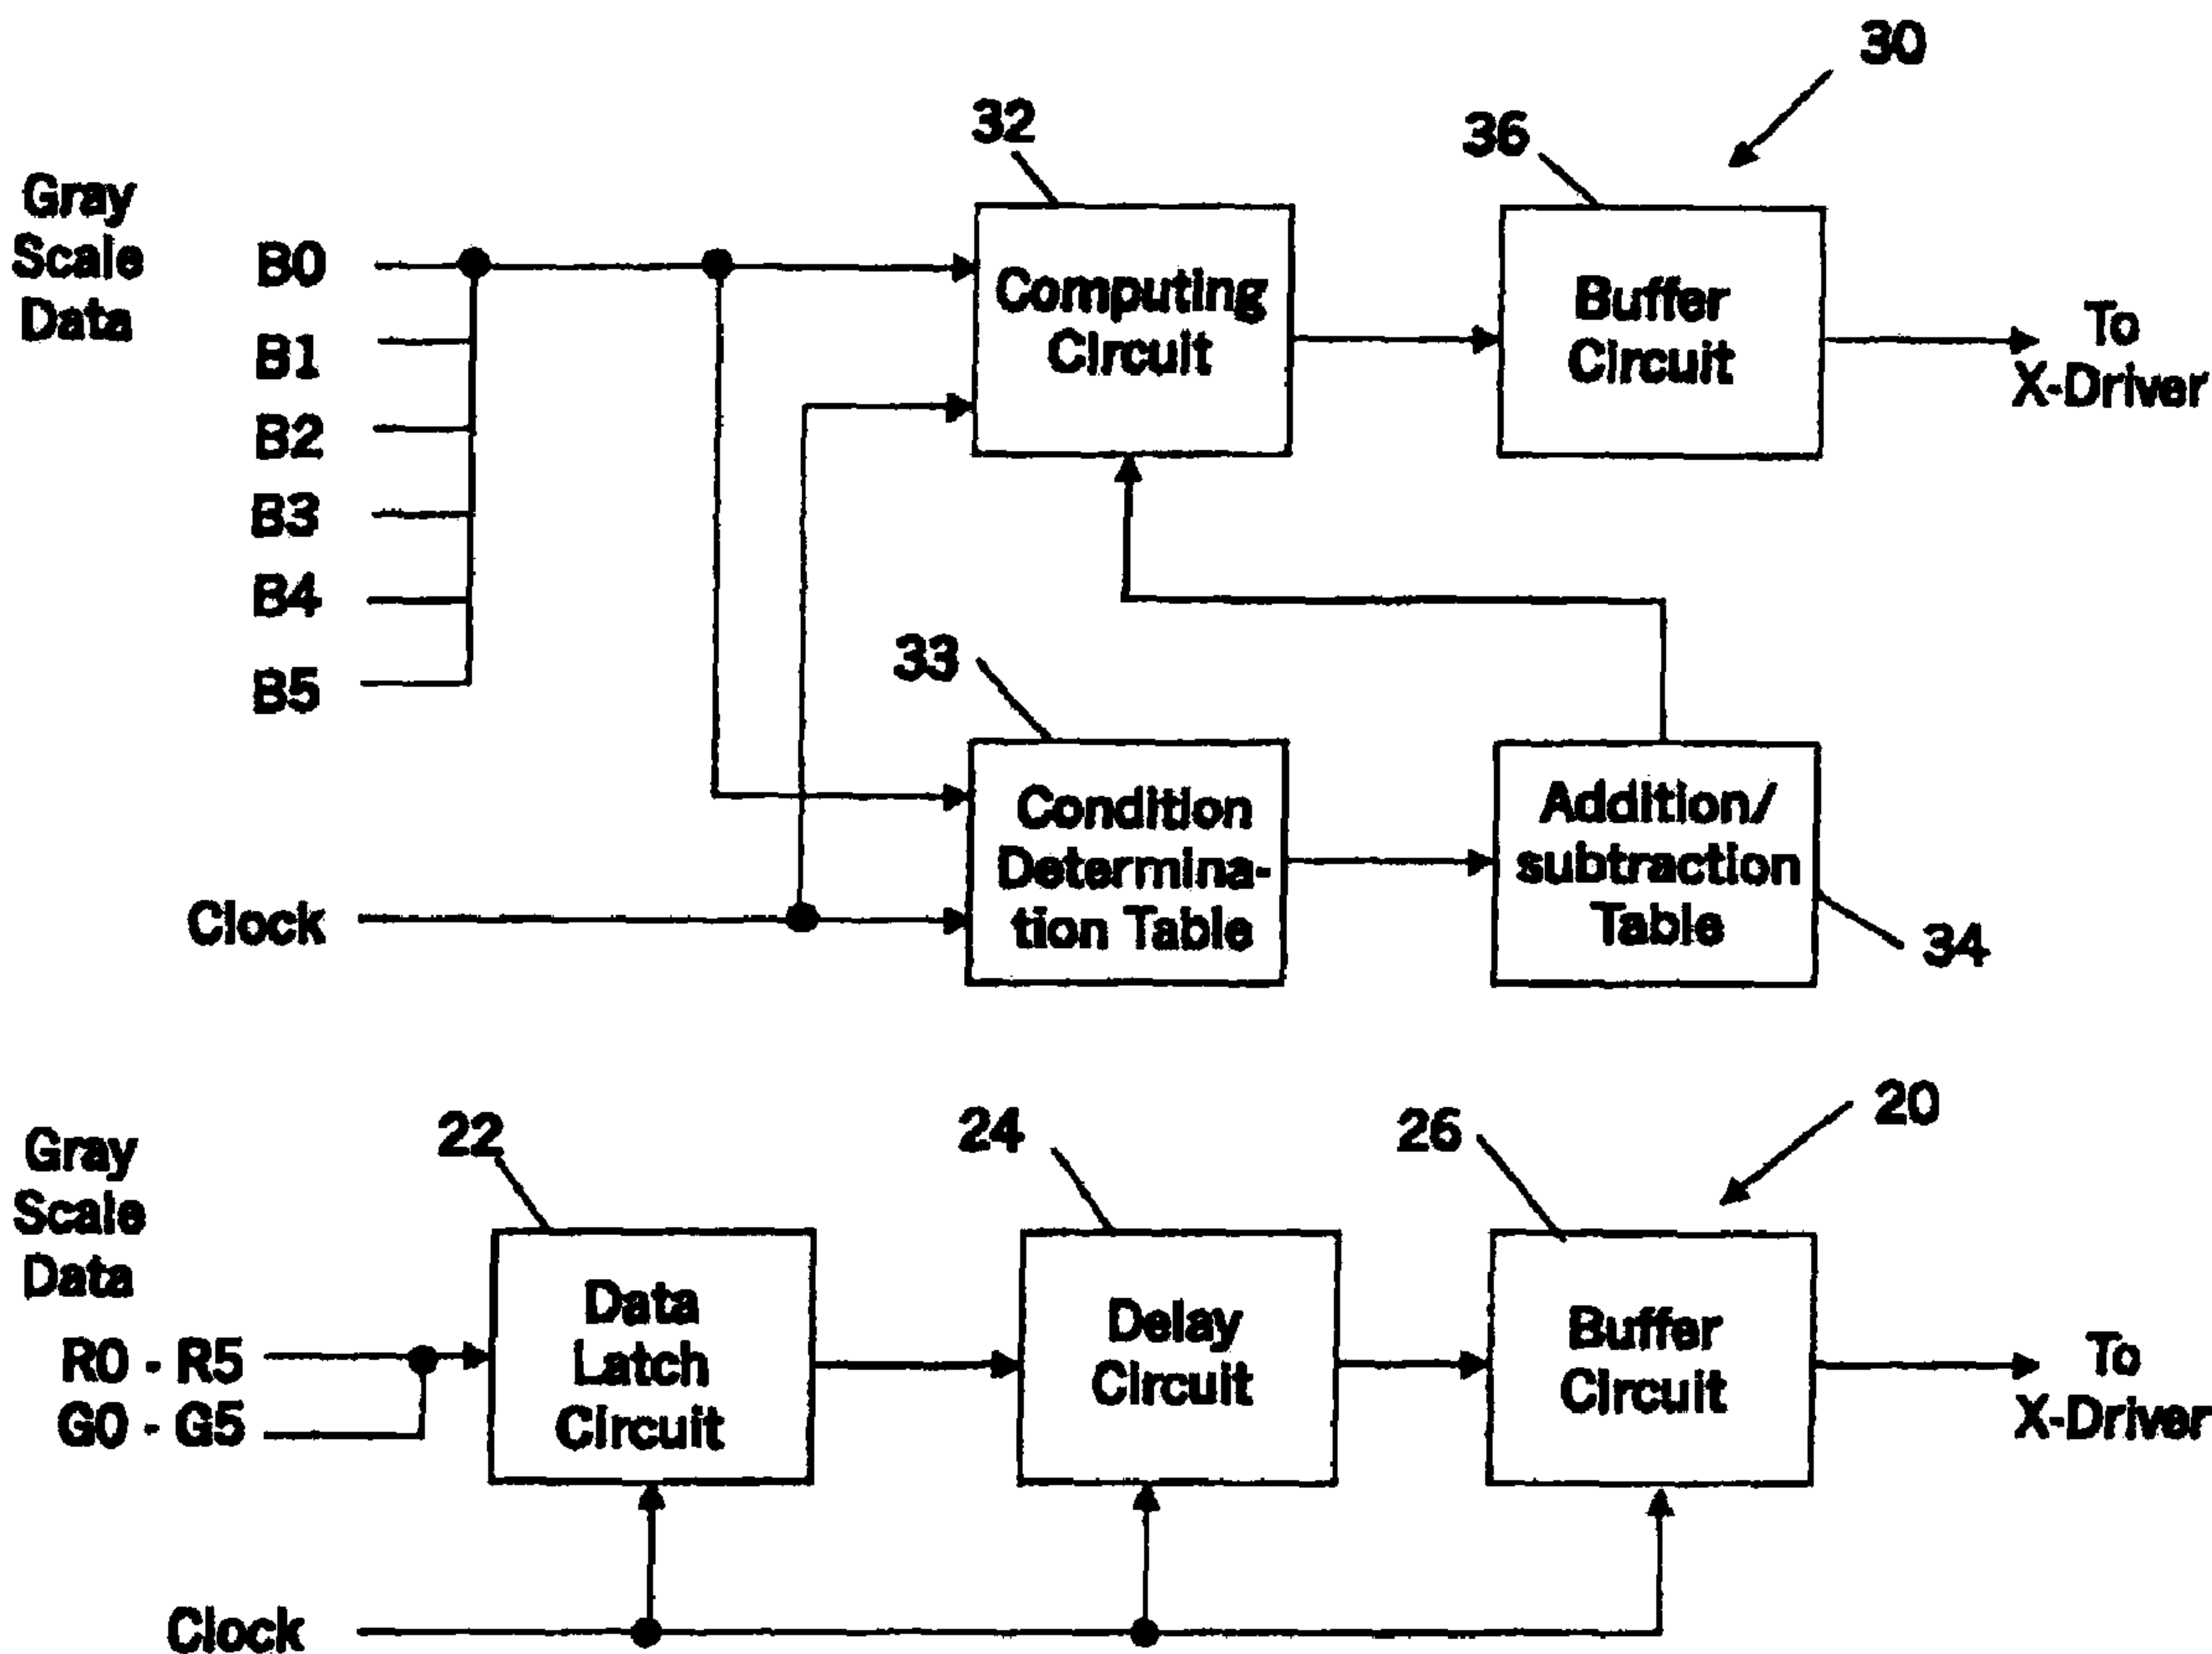 30
32
36
Gray
Scale
Data
B0
B1
B2
B3
B4
B5
Computing
Circuit
Buffer
Circuit
To
X-Driver
33
Condition
Determina-
tion Table
Addition/
subtraction
Table
34
Clock
20
22
24
26
Gray
Scale
Data
R0 - R5
G0 - G5
Data
Latch
Circuit
Delay
Circuit
Buffer
Circuit
To
X-Driver
Clock